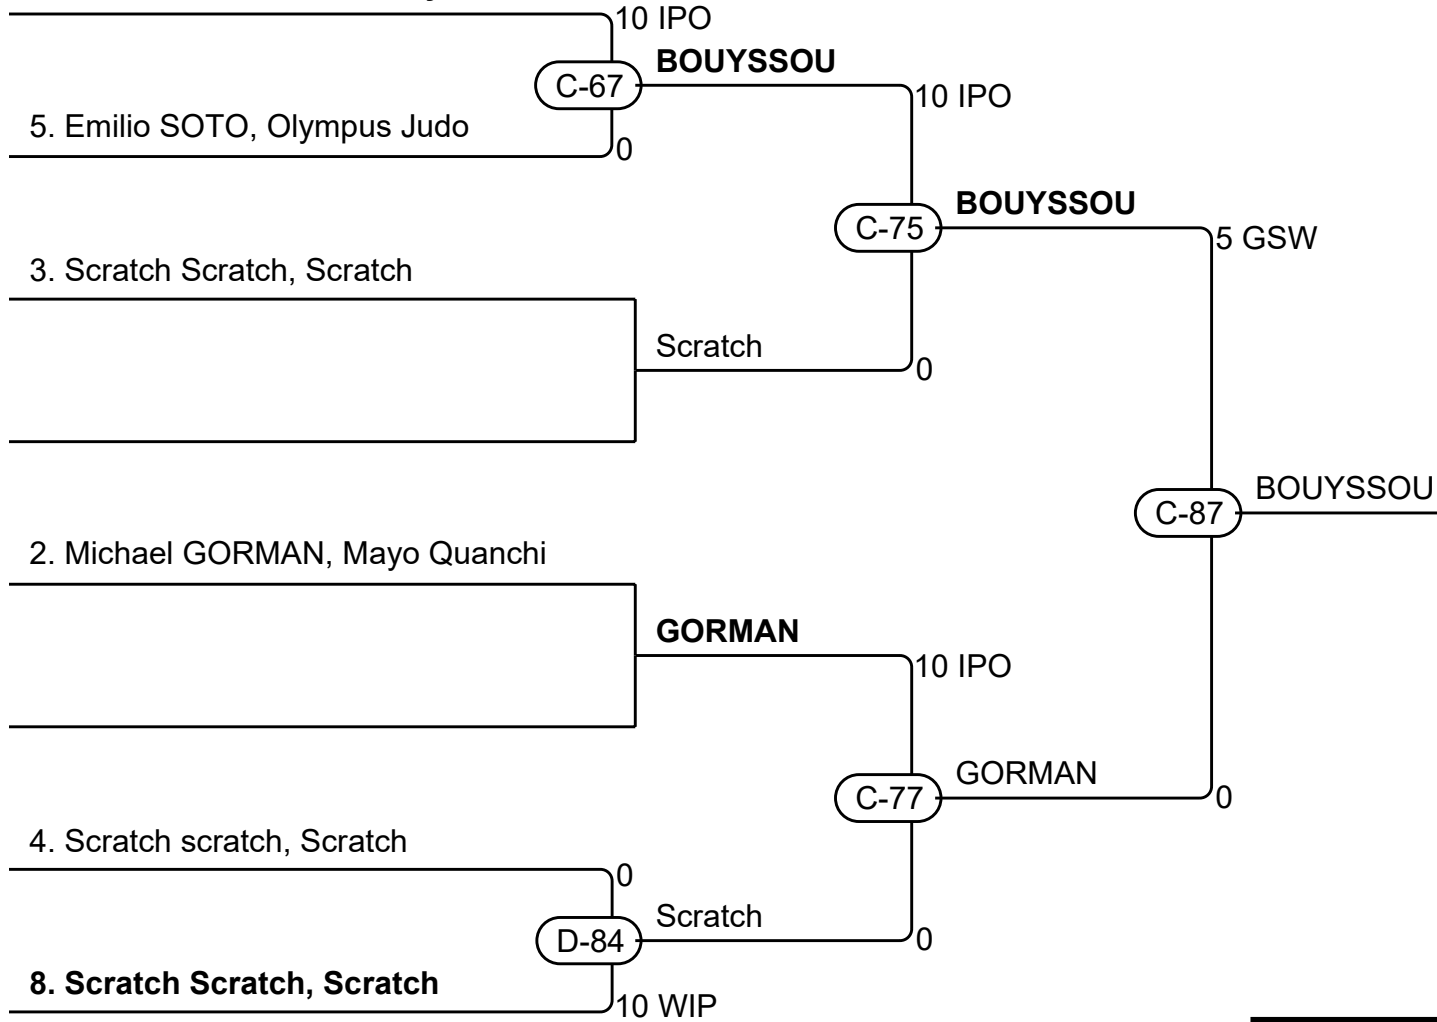 10 IPO
BOUYSSOU
C-67
10 IPO
5. Emilio SOTO, Olympus Judo
0
BOUYSSOU
C-75
5 GSW
3. Scratch Scratch, Scratch
Scratch
0
BOUYSSOU
C-87
2. Michael GORMAN, Mayo Quanchi
GORMAN
10 IPO
GORMAN
C-77
0
4. Scratch scratch, Scratch
0
Scratch
D-84
0
8. Scratch Scratch, Scratch
10 WIP